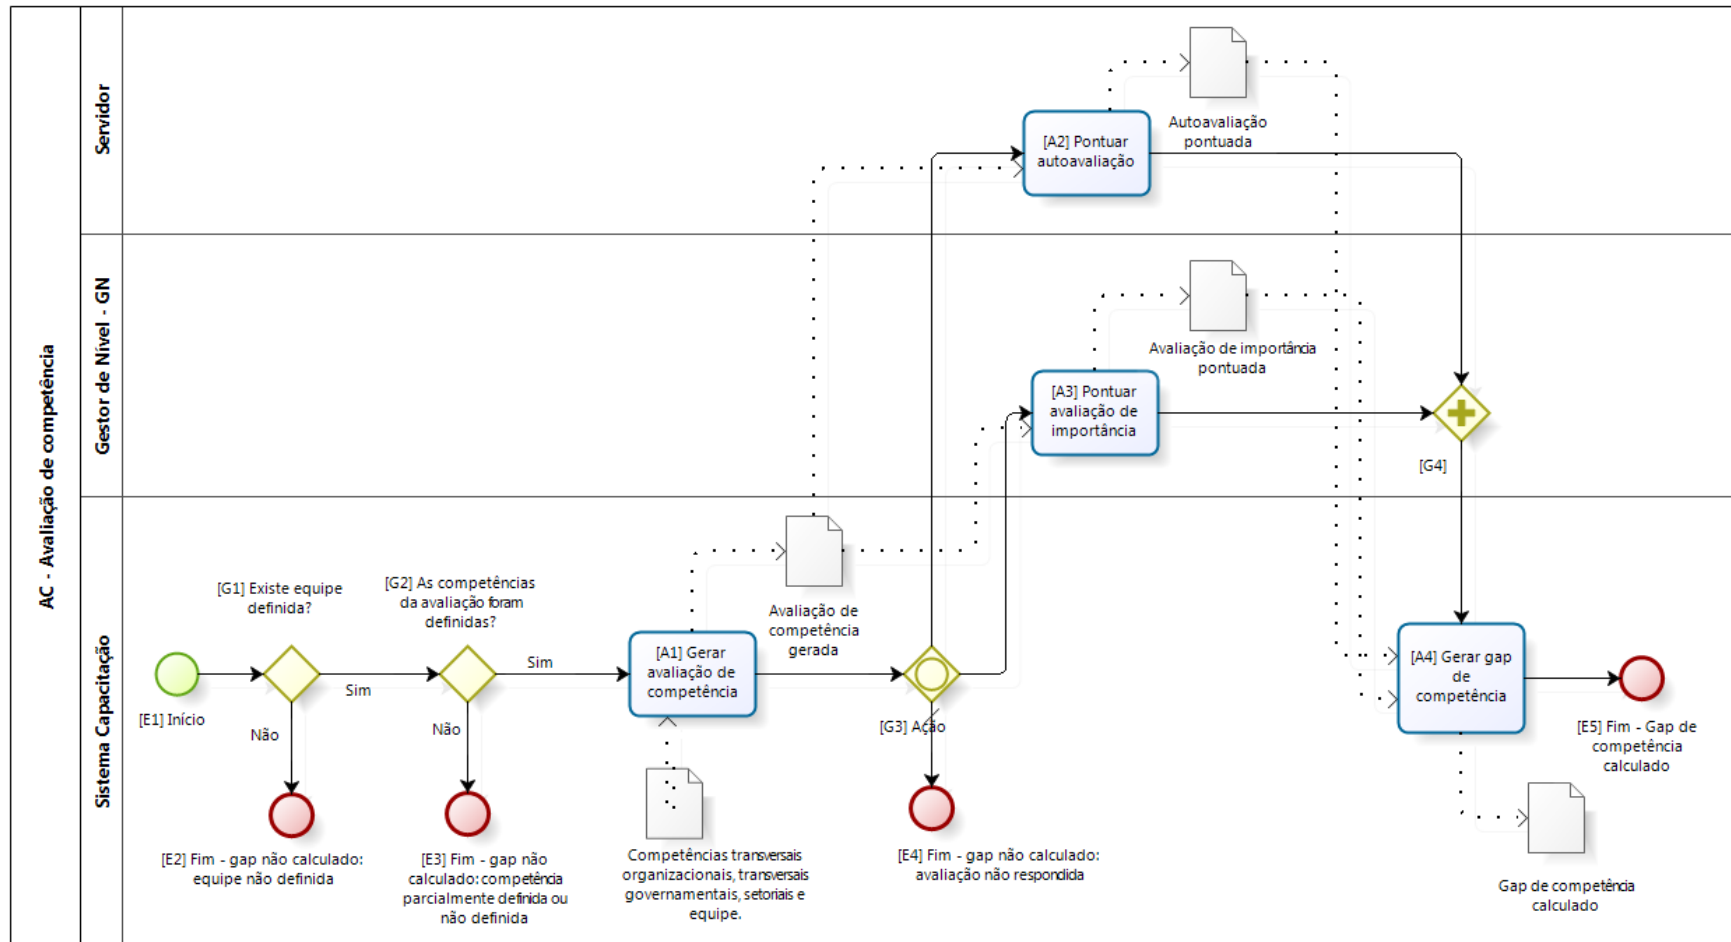 AC - Avaliação de competência
Servidor
[A2] Pontuar
autoavaliação
Autoavaliação
pontuada
Gestor de Nível - GN
[A3] Pontuar
avaliação de
importância
Avaliação de importância
pontuada
[G4]
Sistema Capacitação
[E1] Início
[G1] Existe equipe
definida?
Sim
Não
[E2] Fim - gap não calculado:
equipe não definida
[G2] As competências
da avaliação foram
definidas?
Sim
Não
[E3] Fim - gap não
calculado: competência
parcialmente definida ou
não definida
[A1] Gerar
avaliação de
competência
Competências transversais
organizacionais, transversais
governamentais, setoriais e
equipe.
Avaliação de
competência
gerada
[G3] Ação
[E4] Fim - gap não calculado:
avaliação não respondida
[A4] Gerar gap
de
competência
[E5] Fim - Gap de
competência
calculado
Gap de competência
calculado